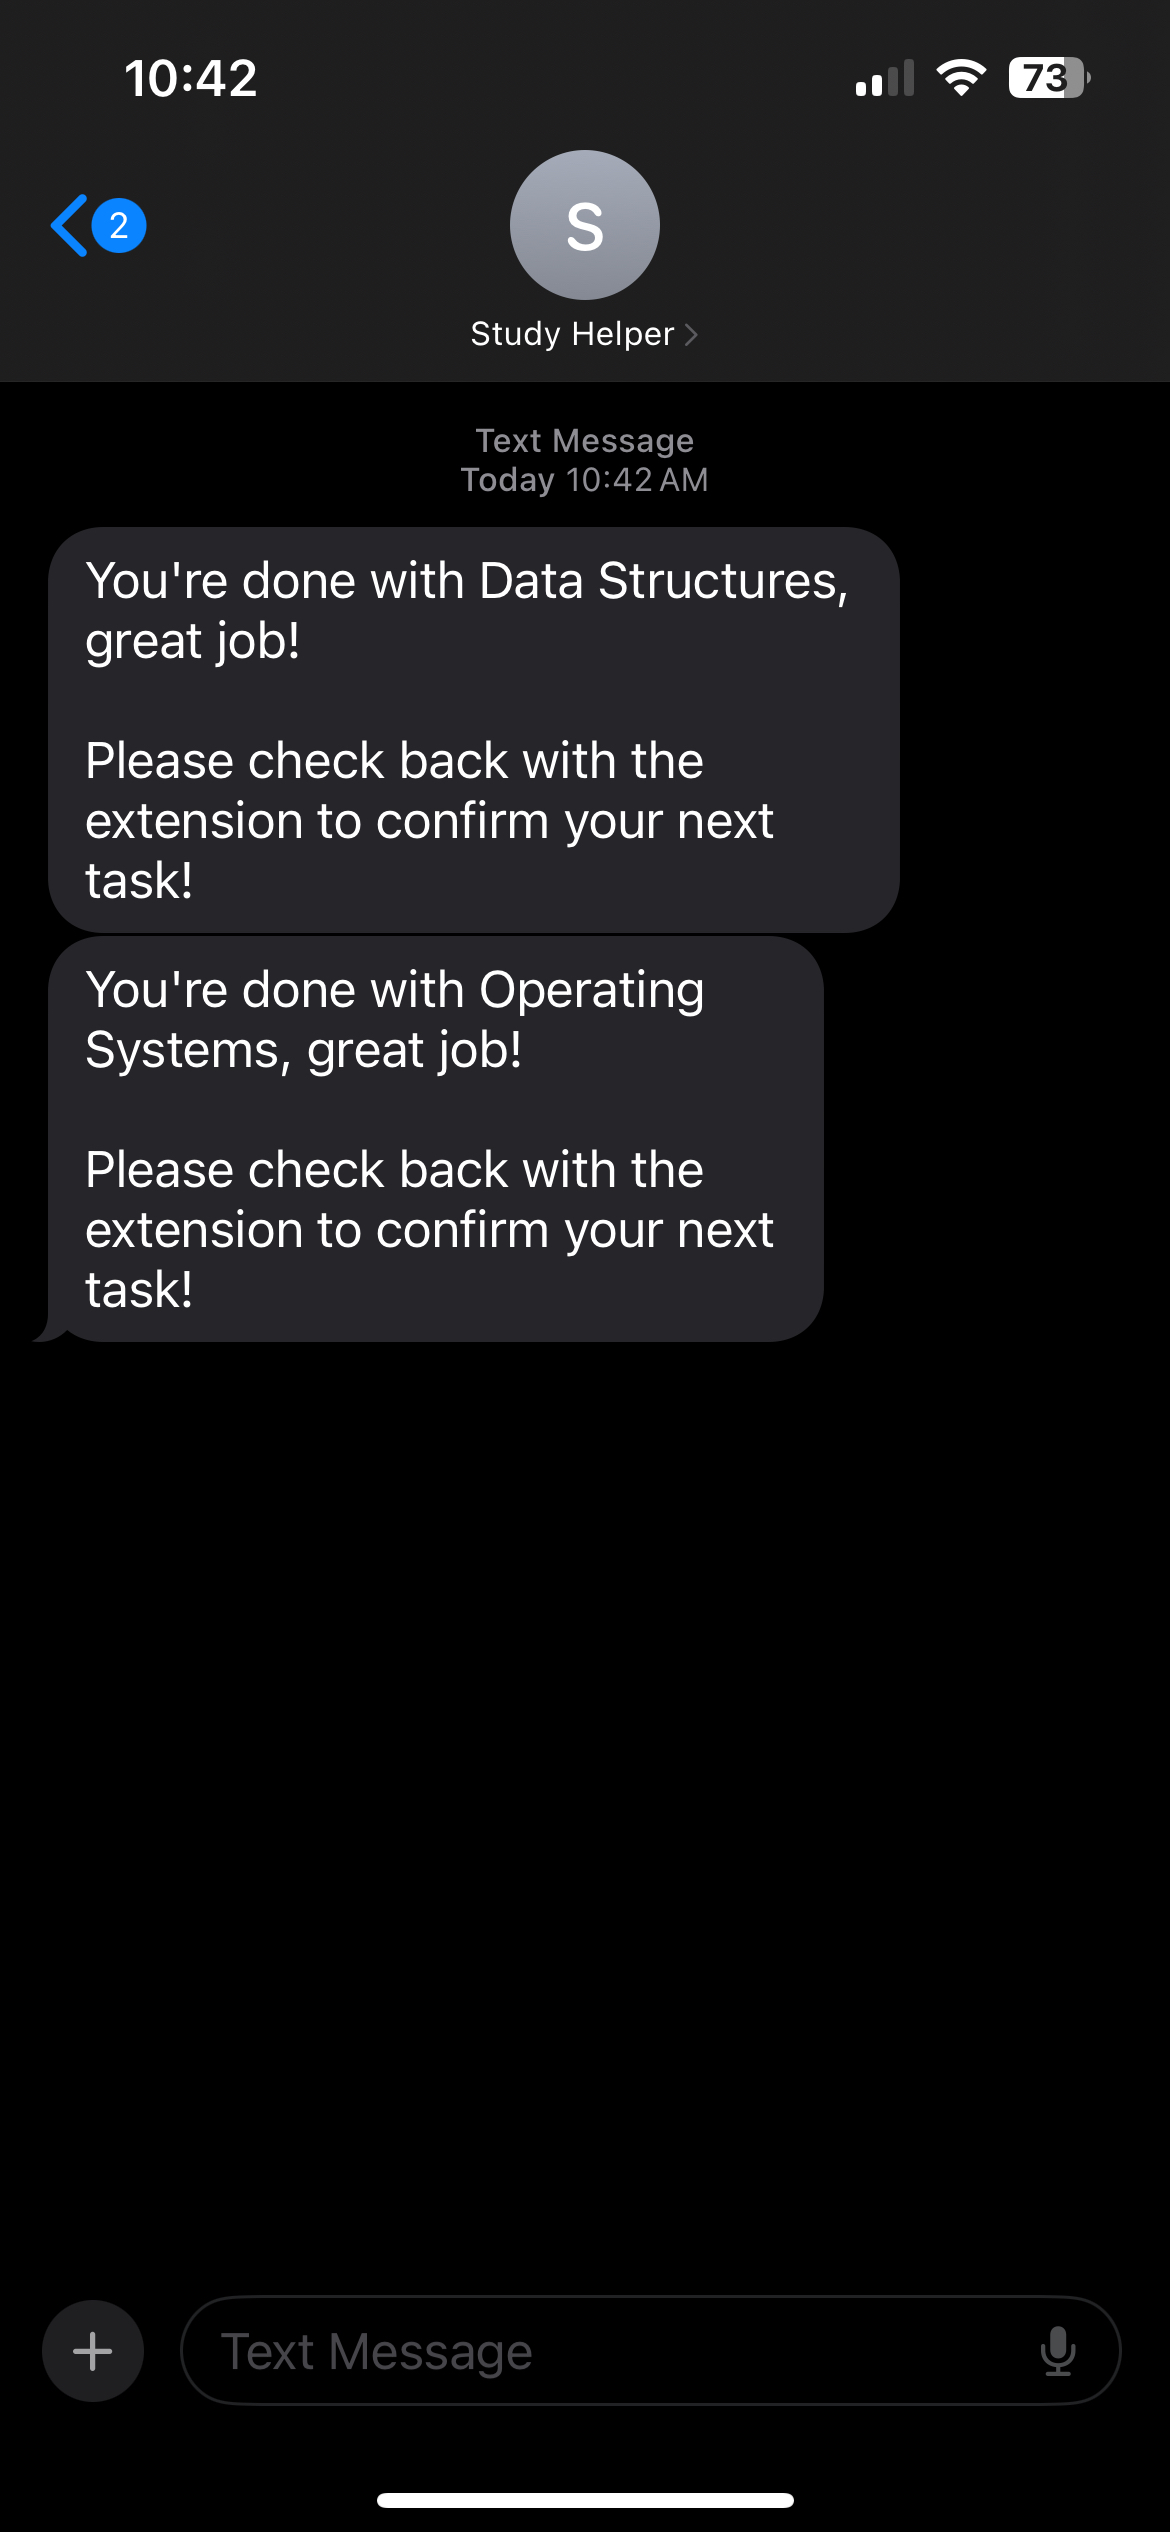 10:42
73
2
S
Study Helper
Text Message
Today 10:42 AM
You're done with Data Structures,
great job!
Please check back with the
extension to confirm your next
task!
You're done with Operating
Systems, great job!
Please check back with the
extension to confirm your next
task!
Text Message